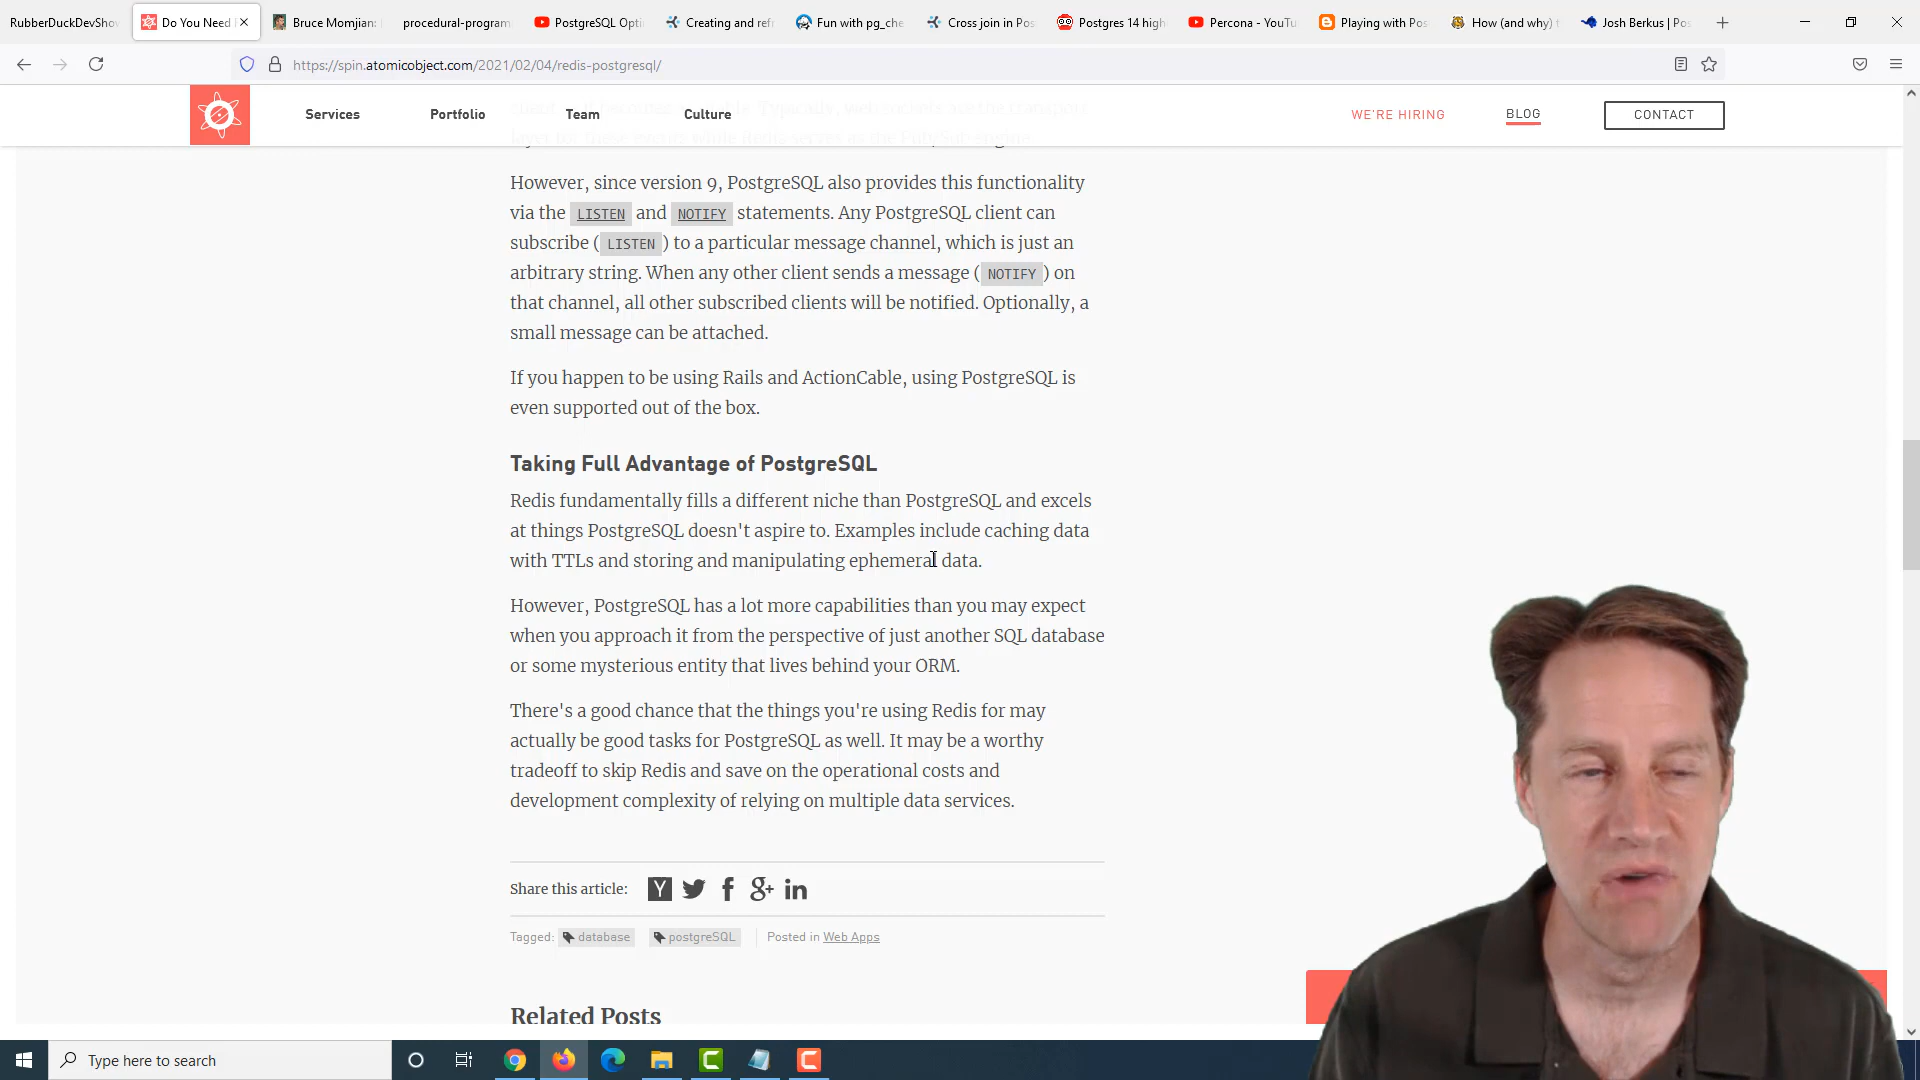 RubberDuckDevSho
Do You Need
Bruce Momjian:
procedural-program
PostgreSQL Opti
Creating and ref
Fun with pg_che
Cross join in Pos
Postgres 14 high
Percona - YouTu
Playing with Pos
How (and why) t
Josh Berkus | Pos
https://spin.atomicobject.com/2021/02/04/redis-postgresql/
Services
Portfolio
Team
Culture
WE'RE HIRING
BLOG
CONTACT
However, since version 9, PostgreSQL also provides this functionality
via the LISTEN and NOTIFY statements. Any PostgreSQL client can
subscribe ( LISTEN ) to a particular message channel, which is just an
arbitrary string. When any other client sends a message ( NOTIFY ) on
that channel, all other subscribed clients will be notified. Optionally, a
small message can be attached.
If you happen to be using Rails and ActionCable, using PostgreSQL is
even supported out of the box.
Taking Full Advantage of PostgreSQL
Redis fundamentally fills a different niche than PostgreSQL and excels
at things PostgreSQL doesn't aspire to. Examples include caching data
with TTLs and storing and manipulating ephemeral data.
However, PostgreSQL has a lot more capabilities than you may expect
when you approach it from the perspective of just another SQL database
or some mysterious entity that lives behind your ORM.
There's a good chance that the things you're using Redis for may
actually be good tasks for PostgreSQL as well. It may be a worthy
tradeoff to skip Redis and save on the operational costs and
development complexity of relying on multiple data services.
Share this article:
Tagged: database postgreSQL Posted in Web Apps
Related Posts
Type here to search